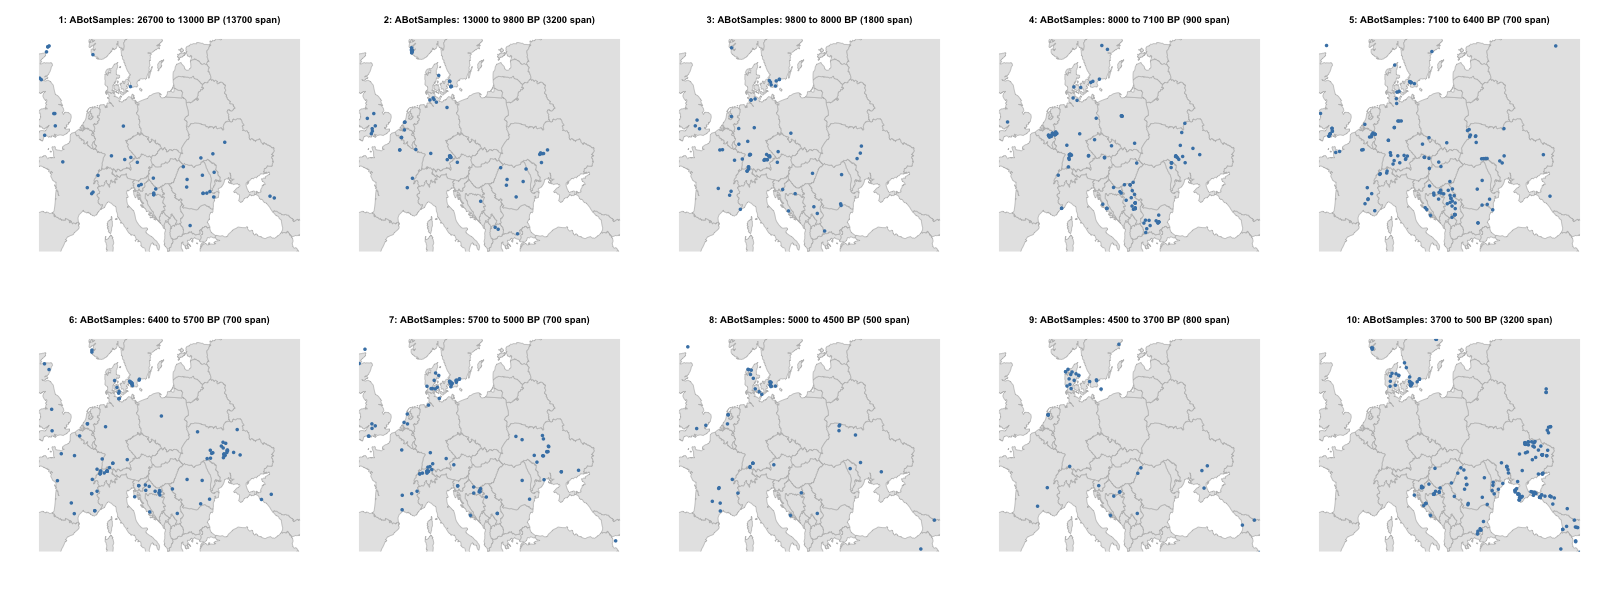 1: ABotSamples: 26700 to 13000 BP (13700 span)
2: ABotSamples: 13000 to 9800 BP (3200 span)
3: ABotSamples: 9800 to 8000 BP (1800 span)
4: ABotSamples: 8000 to 7100 BP (900 span)
5: ABotSamples: 7100 to 6400 BP (700 span)
6: ABotSamples: 6400 to 5700 BP (700 span)
7: ABotSamples: 5700 to 5000 BP (700 span)
8: ABotSamples: 5000 to 4500 BP (500 span)
9: ABotSamples: 4500 to 3700 BP (800 span)
10: ABotSamples: 3700 to 500 BP (3200 span)